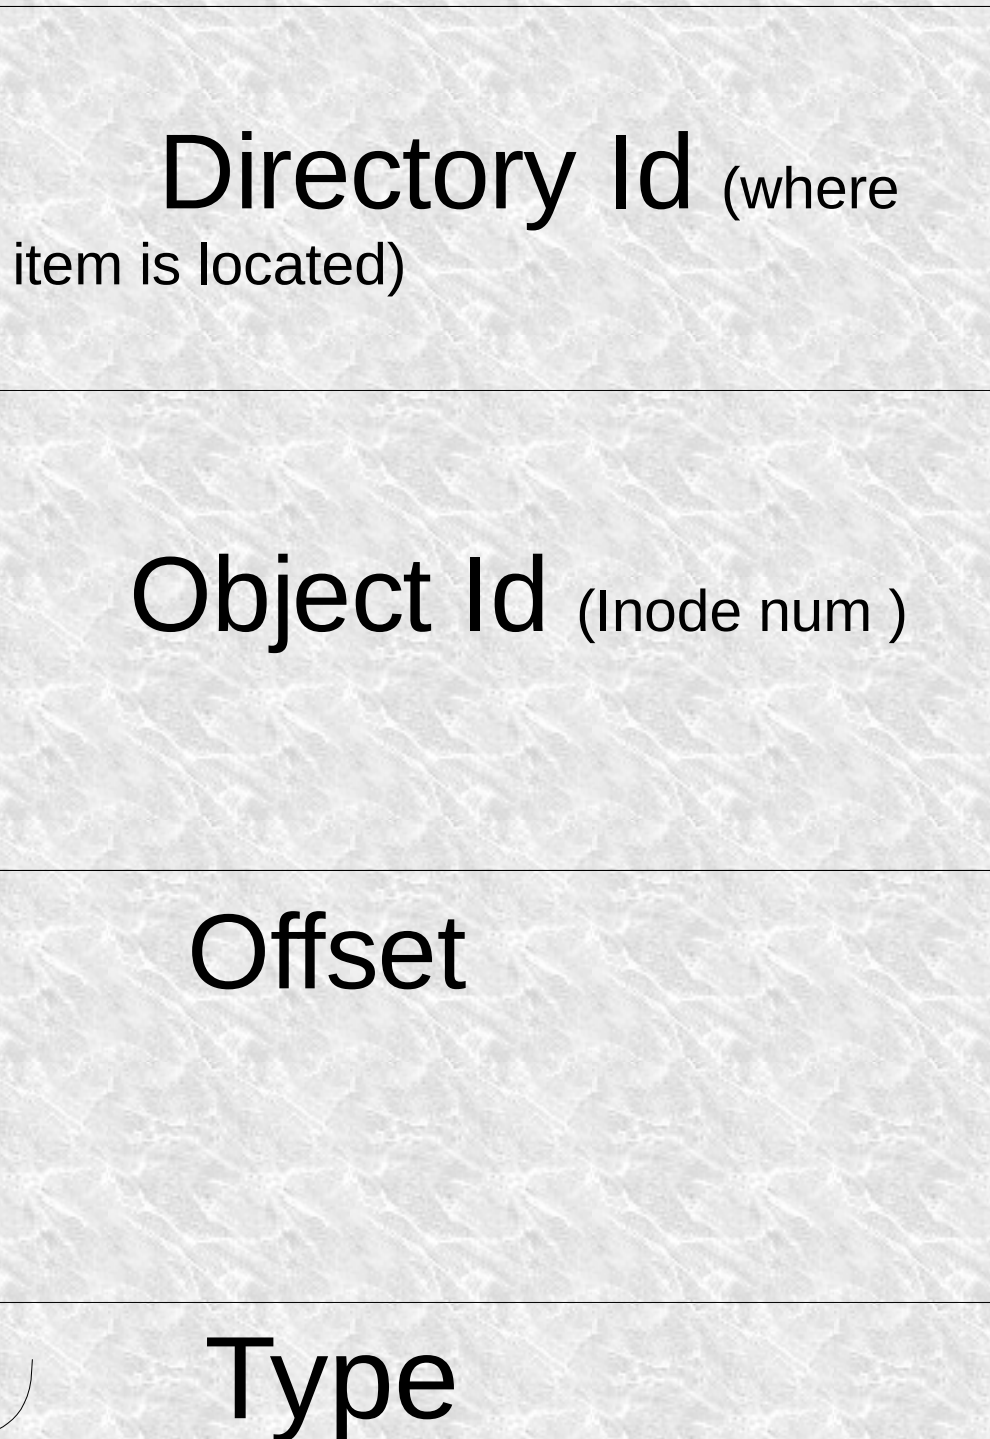 Directory Id (where
item is located)
Object Id (Inode num )
Offset
Type